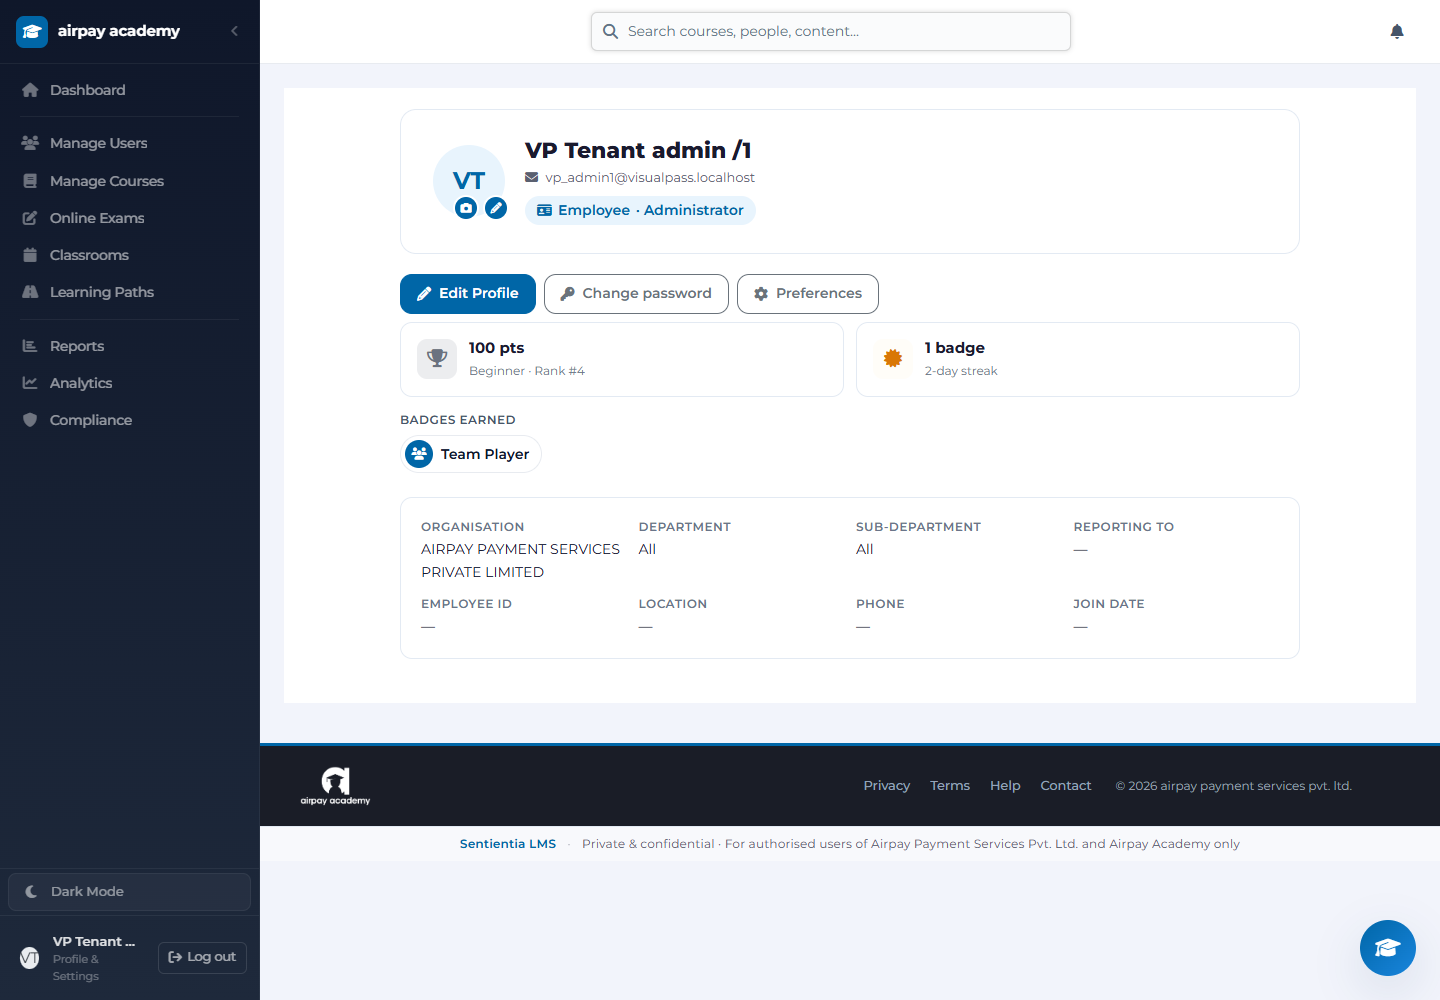 airpay academy
Search courses, people, content...
Dashboard
Manage Users
Manage Courses
Online Exams
Classrooms
Learning Paths
Reports
Analytics
Compliance
Dark Mode
VT
VP Tenant ...
Profile &
Settings
Log out
VT
VP Tenant admin /1
vp_admin1@visualpass.localhost
Employee · Administrator
Edit Profile
Change password
Preferences
100 pts
Beginner · Rank #4
1 badge
2-day streak
BADGES EARNED
Team Player
ORGANISATION
AIRPAY PAYMENT SERVICES
PRIVATE LIMITED
DEPARTMENT
All
SUB-DEPARTMENT
All
REPORTING TO
—
EMPLOYEE ID
—
LOCATION
—
PHONE
—
JOIN DATE
—
airpay academy
Privacy Terms Help Contact © 2026 airpay payment services pvt. ltd.
Sentientia LMS · Private & confidential · For authorised users of Airpay Payment Services Pvt. Ltd. and Airpay Academy only